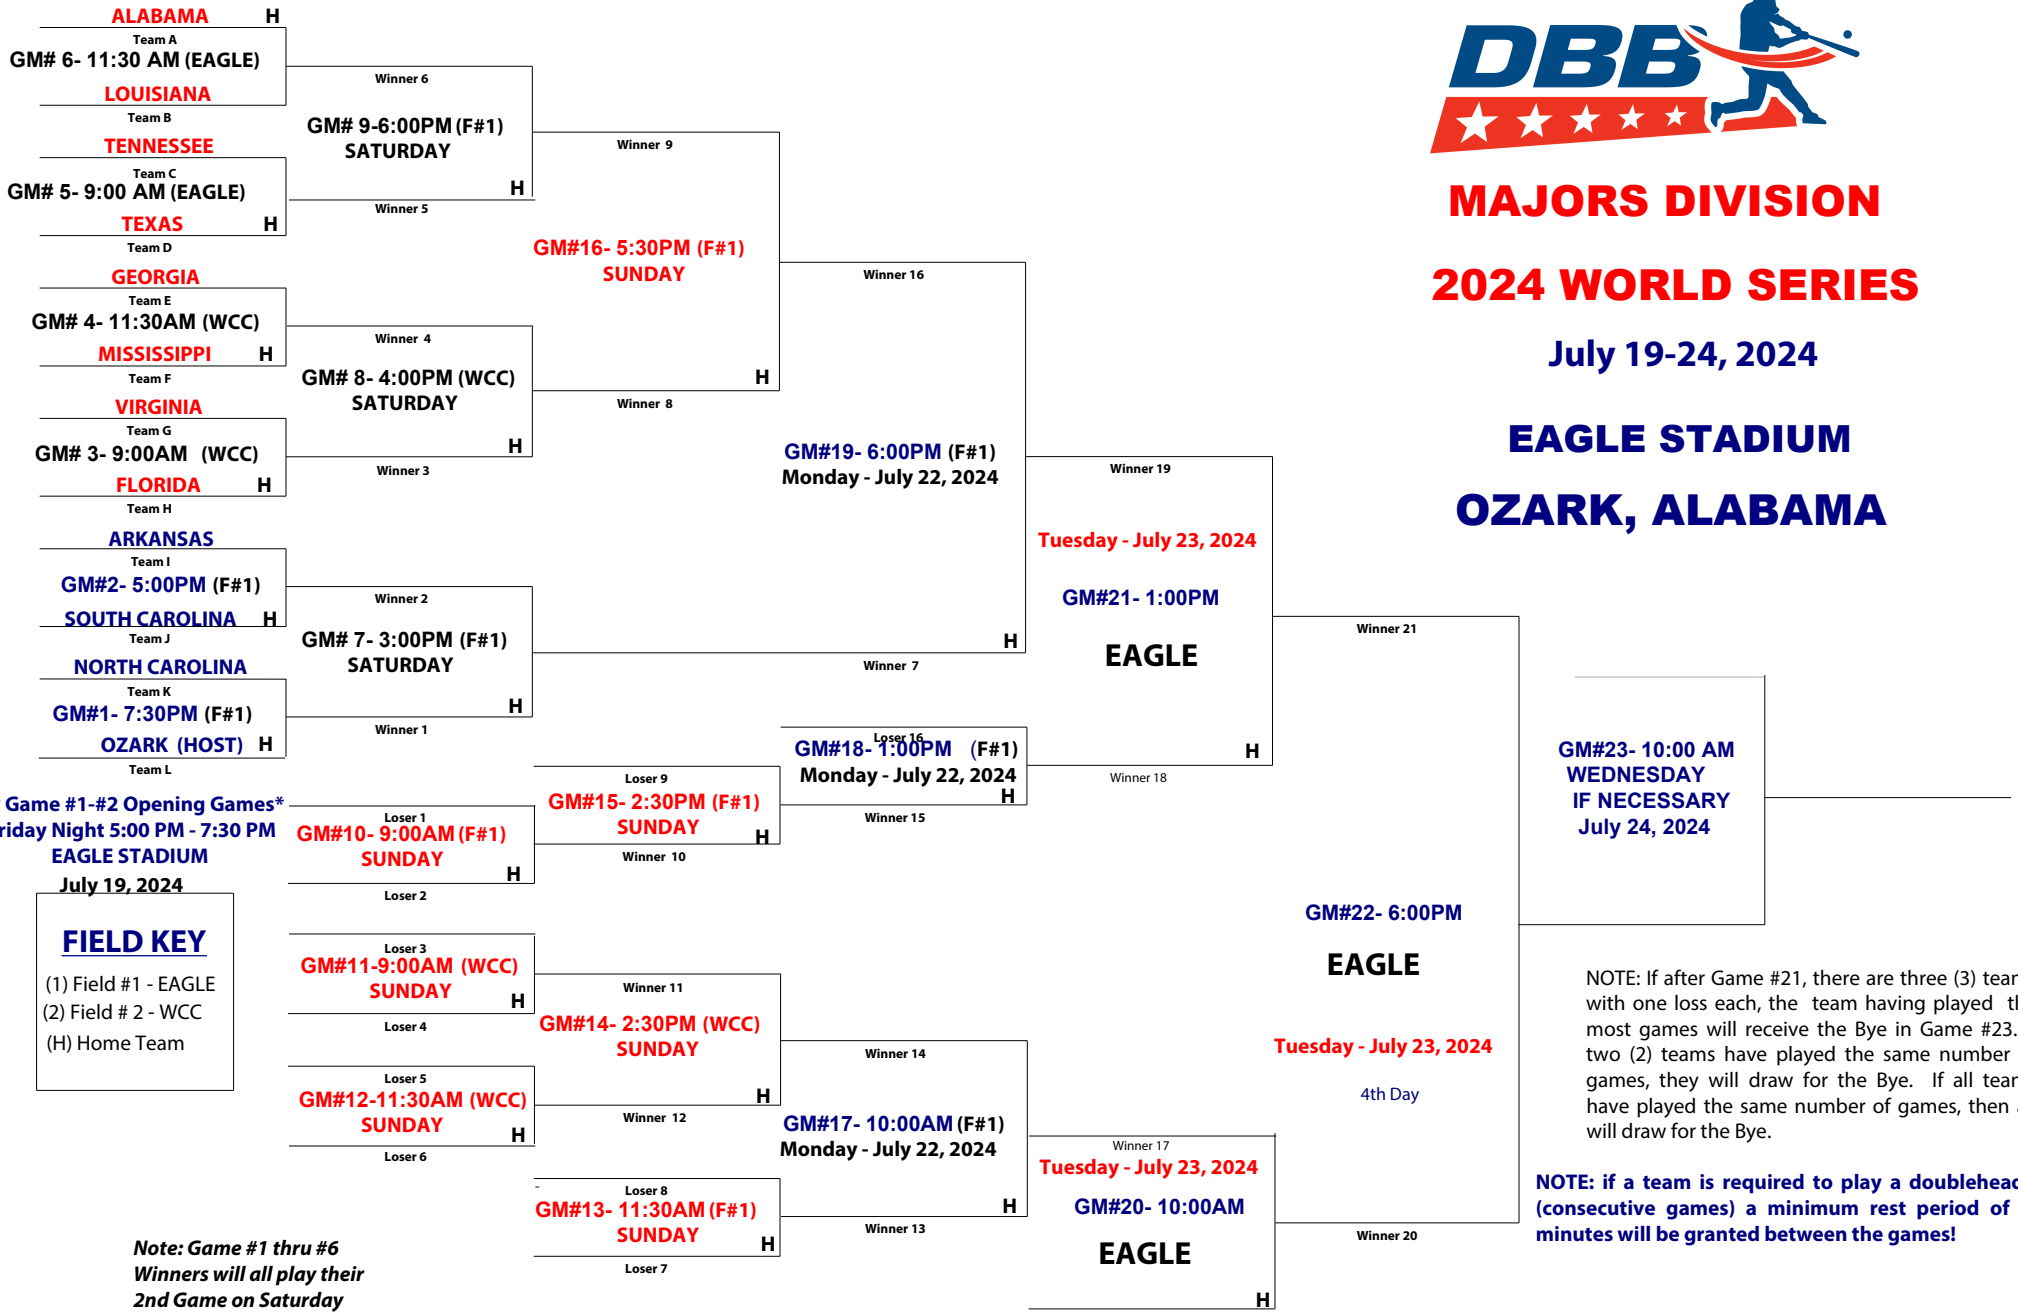 ALABAMA H
Team A
GM# 6- 11:30 AM (EAGLE)
LOUISIANA
Team B
TENNESSEE
Team C
GM# 5- 9:00 AM (EAGLE)
TEXAS H
Team D
GEORGIA
Team E
GM# 4- 11:30AM (WCC)
MISSISSIPPI H
Team F
VIRGINIA
Team G
GM# 3- 9:00AM (WCC)
FLORIDA H
Team H
ARKANSAS
Team I
GM#2- 5:00PM (F#1)
SOUTH CAROLINA H
Team J
NORTH CAROLINA
Team K
GM#1- 7:30PM (F#1)
OZARK (HOST) H
Team L
Game #1-#2 Opening Games*
riday Night 5:00 PM - 7:30 PM
EAGLE STADIUM
July 19, 2024
FIELD KEY
(1) Field #1 - EAGLE
(2) Field # 2 - WCC
(H) Home Team
Note: Game #1 thru #6
Winners will all play their
2nd Game on Saturday
Winner 6
GM# 9-6:00PM (F#1)
SATURDAY
H
Winner 5
Winner 4
GM# 8- 4:00PM (WCC)
SATURDAY
H
Winner 3
Winner 2
GM# 7- 3:00PM (F#1)
SATURDAY
H
Winner 1
Loser 1
GM#10- 9:00AM (F#1)
SUNDAY
H
Loser 2
Loser 3
GM#11-9:00AM (WCC)
SUNDAY
H
Loser 4
Loser 5
GM#12-11:30AM (WCC)
SUNDAY
H
Loser 6
Winner 9
GM#16- 5:30PM (F#1)
SUNDAY
H
Winner 8
Loser 9
GM#15- 2:30PM (F#1)
SUNDAY
H
Winner 10
Winner 11
GM#14- 2:30PM (WCC)
SUNDAY
H
Winner 12
Loser 8
GM#13- 11:30AM (F#1)
SUNDAY
H
Loser 7
Winner 16
GM#19- 6:00PM (F#1)
Monday - July 22, 2024
H
Winner 7
Loser 16
GM#18- 1:00PM (F#1)
Monday - July 22, 2024
H
Winner 15
Winner 14
GM#17- 10:00AM (F#1)
Monday - July 22, 2024
H
Winner 13
Winner 19
Tuesday - July 23, 2024
GM#21- 1:00PM
EAGLE
H
Winner 18
Winner 17
Tuesday - July 23, 2024
GM#20- 10:00AM
EAGLE
H
Winner 21
GM#22- 6:00PM
EAGLE
Tuesday - July 23, 2024
4th Day
Winner 20
GM#23- 10:00 AM
WEDNESDAY
IF NECESSARY
July 24, 2024
DBB
MAJORS DIVISION
2024 WORLD SERIES
July 19-24, 2024
EAGLE STADIUM
OZARK, ALABAMA
NOTE: If after Game #21, there are three (3) team
with one loss each, the team having played th
most games will receive the Bye in Game #23.
two (2) teams have played the same number
games, they will draw for the Bye. If all team
have played the same number of games, then a
will draw for the Bye.
NOTE: if a team is required to play a doublehead
(consecutive games) a minimum rest period of
minutes will be granted between the games!